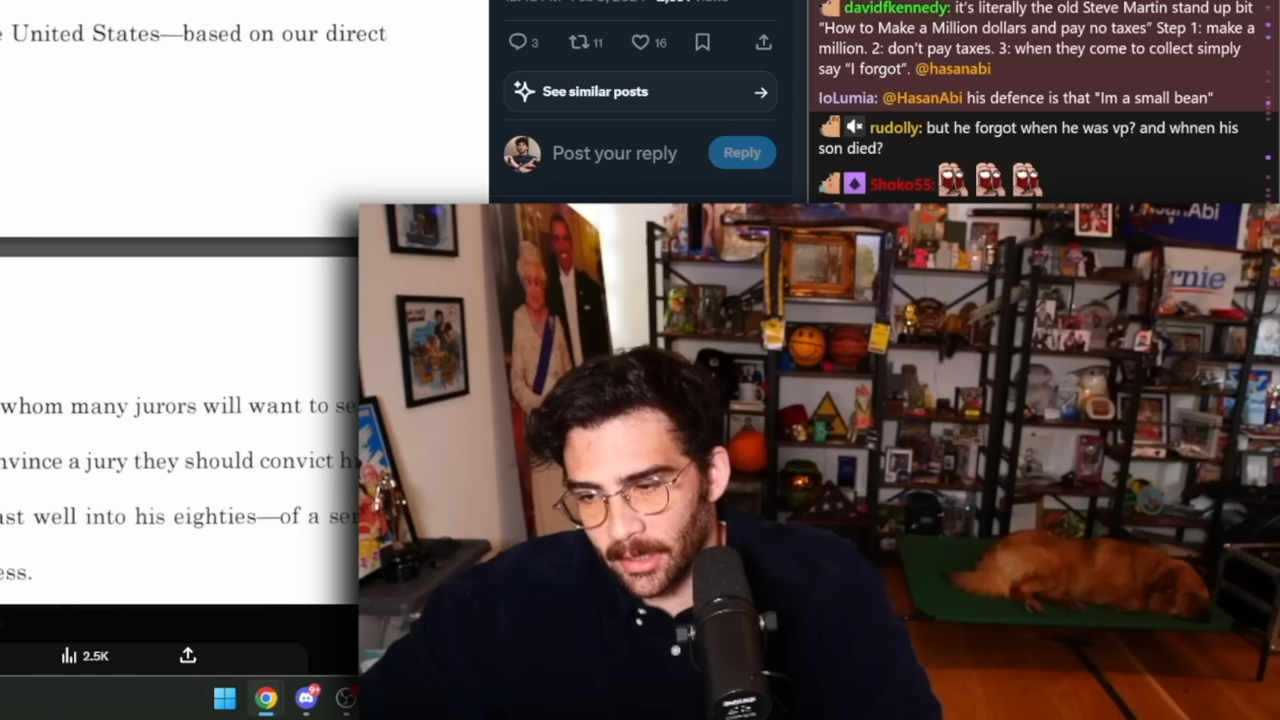 United States—based on our direct
whom many jurors will want to se
nvince a jury they should convict h
ast well into his eighties—of a se
ess.
2.5K
3
11
16
See similar posts
Post your reply
Reply
davidfkennedy: it's literally the old Steve Martin stand up bit
“How to Make a Million dollars and pay no taxes” Step 1: make a
million. 2: don't pay taxes. 3: when they come to collect simply
say “I forgot”. @hasanabi
IoLumia: @HasanAbi his defence is that "Im a small bean"
rudolly: but he forgot when he was vp? and whnen his
son died?
Shoko55:
Abi
rnie
9+